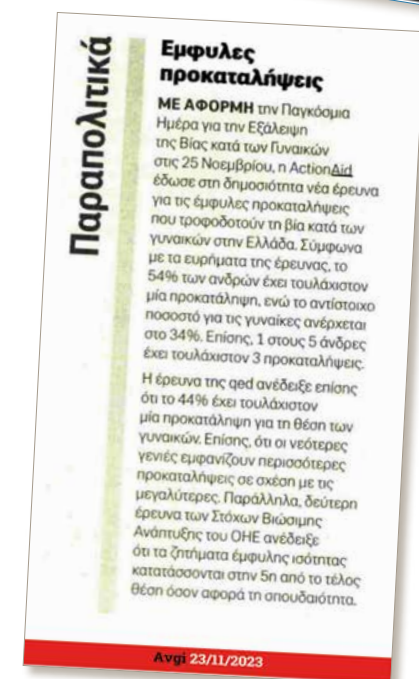 Παραπολιτικά
Εμφυλες
προκαταλήψεις
ΜΕ ΑΦΟΡΜΗ την Παγκόσμια
Ημέρα για την Εξάλειψη
της Βίας κατά των Γυναικών
στις 25 Νοεμβρίου, η ActionAid
έδωσε στη δημοσιότητα νέα έρευνα
για τις έμφυλες προκαταλήψεις
που τροφοδοτούν τη βία κατά των
γυναικών στην Ελλάδα. Σύμφωνα
με τα ευρήματα της έρευνας, το
54% των ανδρών έχει τουλάχιστον
μία προκατάληψη, ενώ το αντίστοιχο
ποσοστό για τις γυναίκες ανέρχεται
στο 34%. Επίσης, 1 στους 5 άνδρες
έχει τουλάχιστον 3 προκαταλήψεις.
Η έρευνα της qed ανέδειξε επίσης
ότι το 44% έχει τουλάχιστον
μία προκατάληψη για τη θέση των
γυναικών. Επίσης, ότι οι νεότερες
γενιές εμφανίζουν περισσότερες
προκαταλήψεις σε σχέση με τις
μεγαλύτερες. Παράλληλα, δεύτερη
έρευνα των Στόχων Βιώσιμης
Ανάπτυξης του ΟΗΕ ανέδειξε
ότι τα ζητήματα έμφυλης ισότητας
κατατάσσονται στην 5η από το τέλος
θέση όσον αφορά τη σπουδαιότητα.
Avgi 23/11/2023